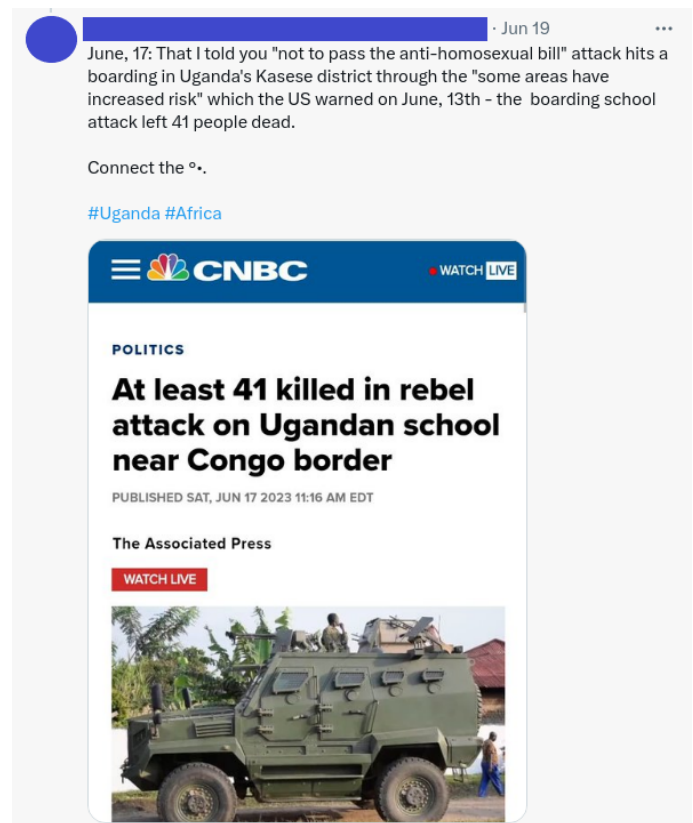 · Jun 19
June, 17: That I told you "not to pass the anti-homosexual bill" attack hits a
boarding in Uganda's Kasese district through the "some areas have
increased risk" which the US warned on June, 13th - the  boarding school
attack left 41 people dead.
Connect the °•.
#Uganda #Africa
CNBC
WATCH LIVE
POLITICS
At least 41 killed in rebel
attack on Ugandan school
near Congo border
PUBLISHED SAT, JUN 17 2023 11:16 AM EDT
The Associated Press
WATCH LIVE